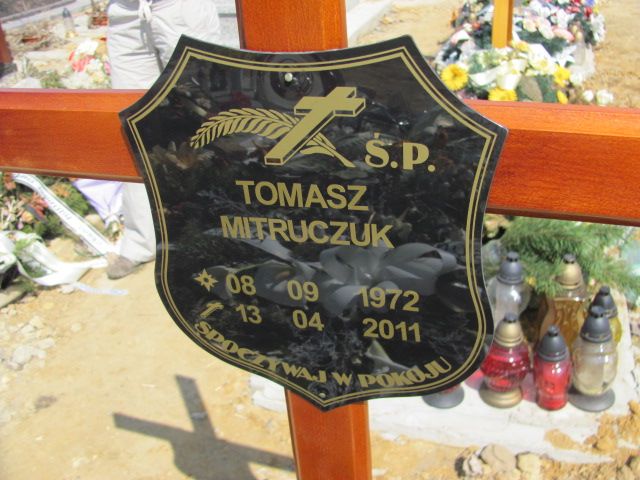 Ś.P.
TOMASZ
MITRUCZUK
08 09 1972
13 04 2011
SPOCZYWAJ W POKOJU